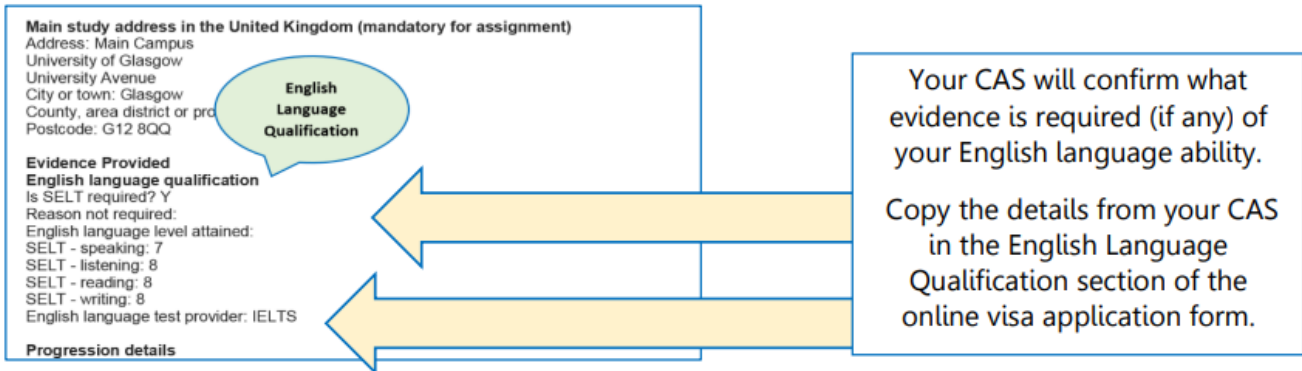 Main study address in the United Kingdom (mandatory for assignment)
Address: Main Campus
University of Glasgow
University Avenue
City or town: Glasgow
County, area district or pro
Postcode: G12 8QQ
English
Language
Qualification
Evidence Provided
English language qualification
Is SELT required? Y
Reason not required:
English language level attained:
SELT - speaking: 7
SELT - listening: 8
SELT - reading: 8
SELT - writing: 8
English language test provider: IELTS
Progression details
Your CAS will confirm what
evidence is required (if any) of
your English language ability.
Copy the details from your CAS
in the English Language
Qualification section of the
online visa application form.